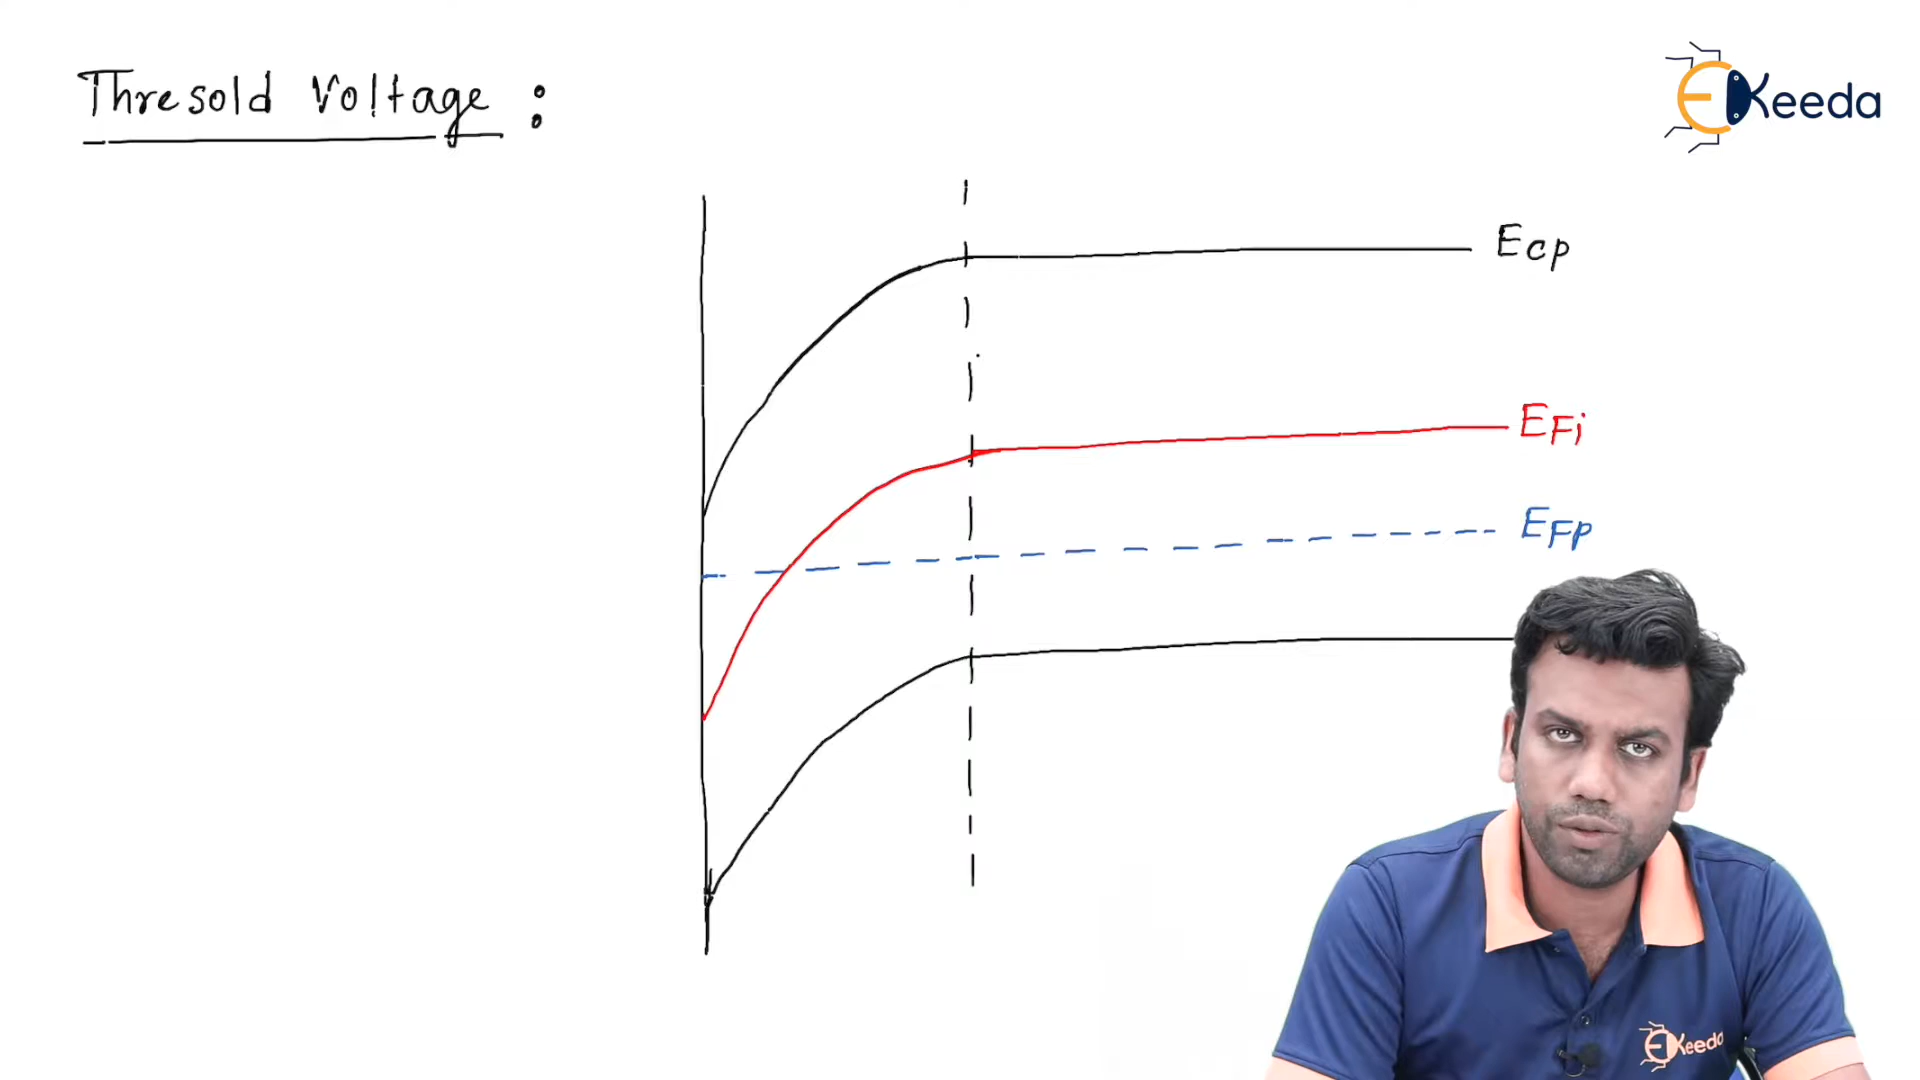 Thresold Voltage :
EKeeda
Ecp
EFi
EFp
EKeeda